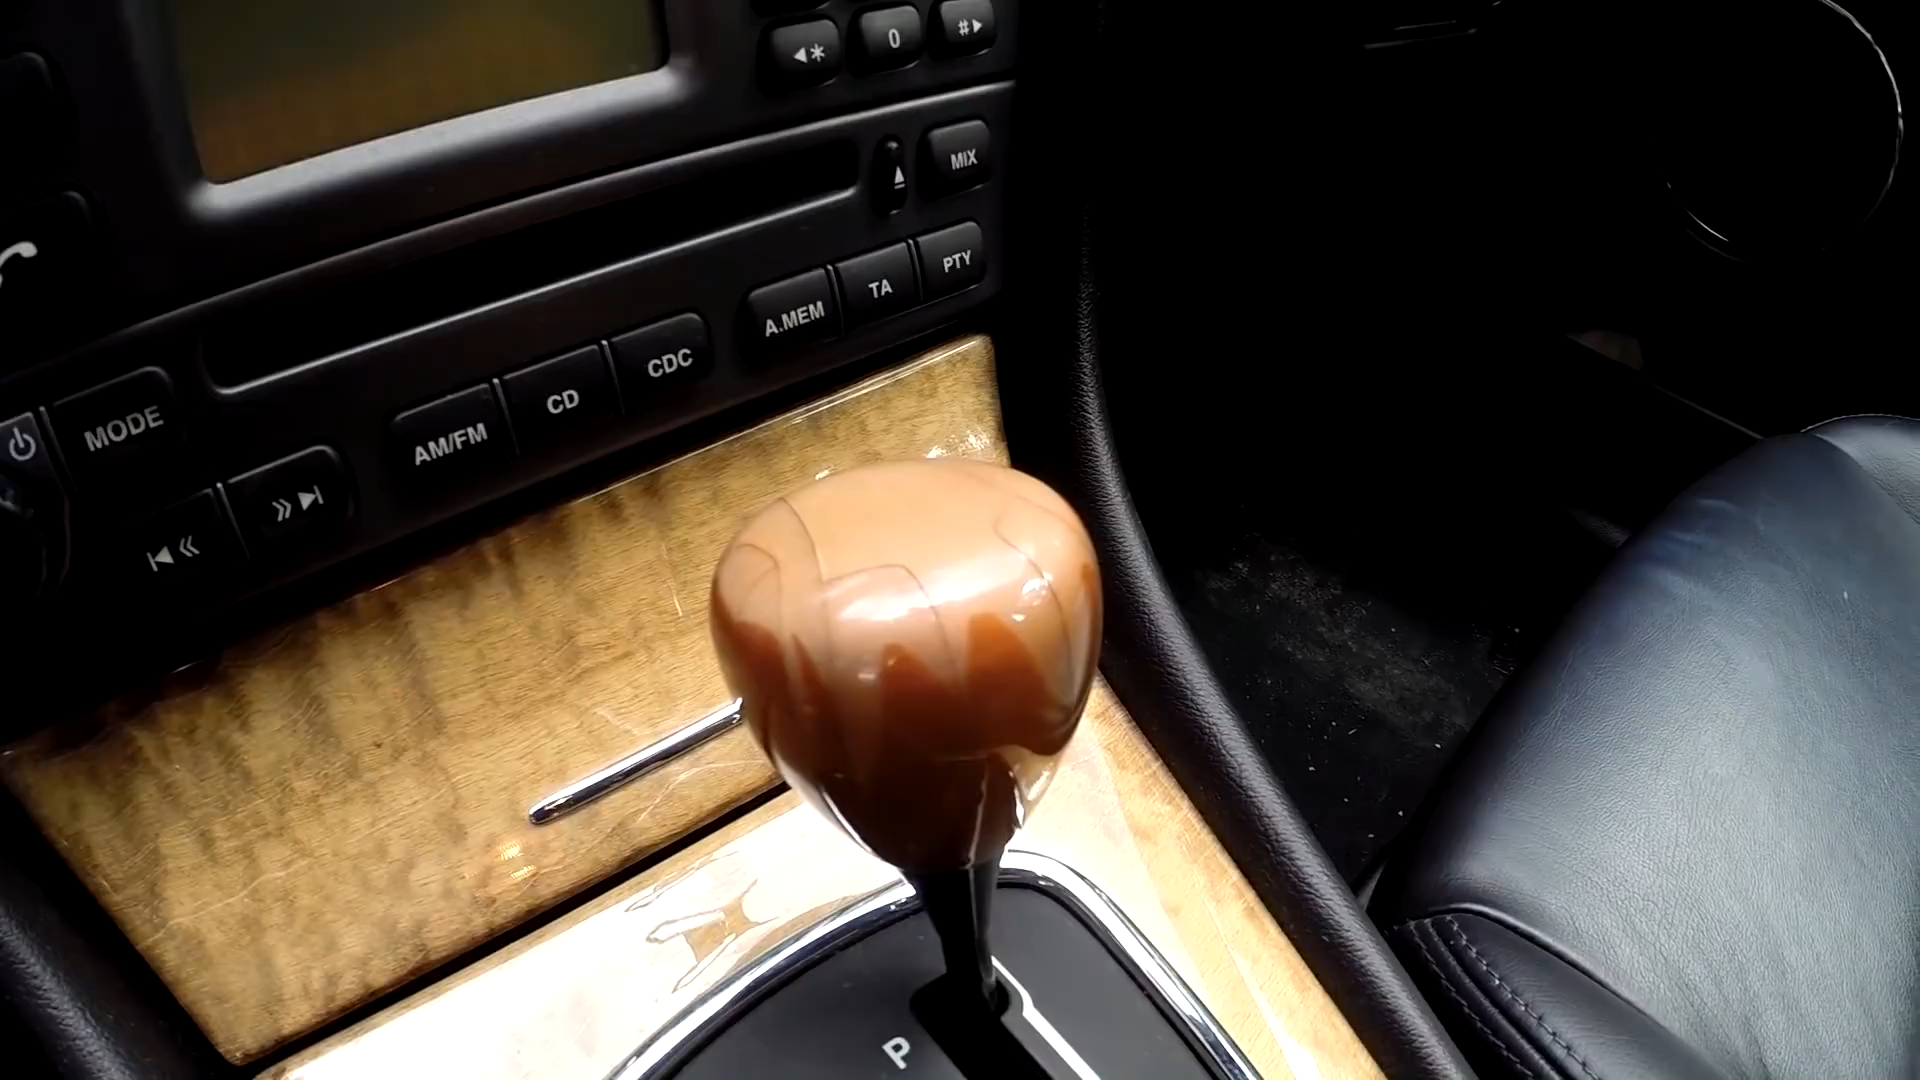 ◄* 0 #►
MIX
A.MEM TA PTY
MODE AM/FM CD CDC
P